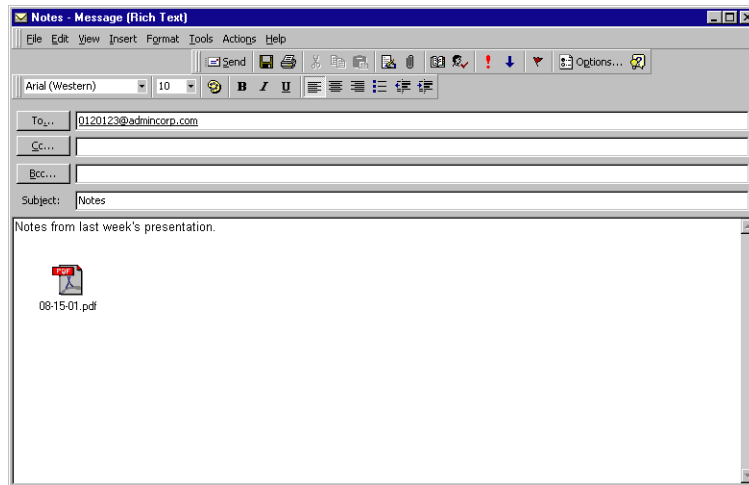 Notes - Message (Rich Text)
File Edit View Insert Format Tools Actions Help
Send Options...
Arial (Western) 10 B I U
To... 0120123@admincorp.com
Cc...
Bcc...
Subject: Notes
Notes from last week's presentation.
PDF
08-15-01.pdf